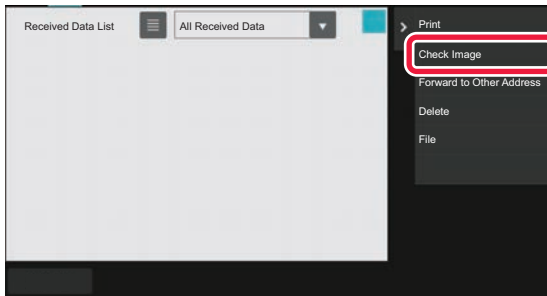 Received Data List
All Received Data
Print
Check Image
Forward to Other Address
Delete
File